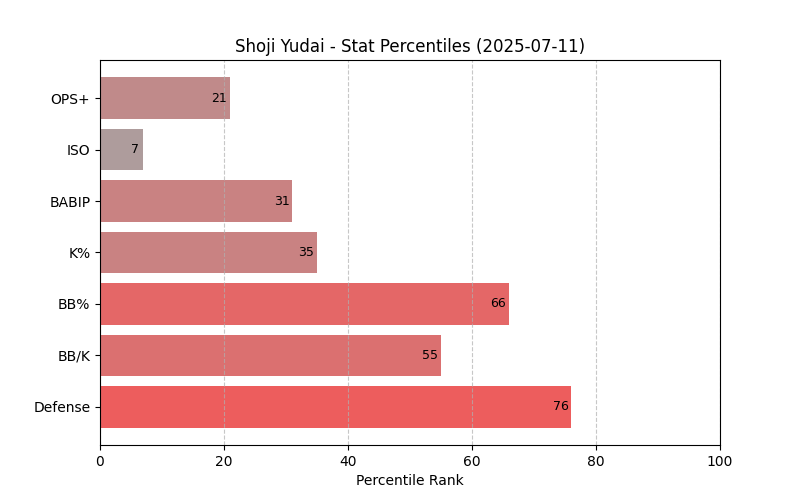 Shoji Yudai - Stat Percentiles (2025-07-11)
OPS+ 21
ISO 7
BABIP 31
K% 35
BB% 66
BB/K 55
Defense 76
0 20 40 60 80 100
Percentile Rank